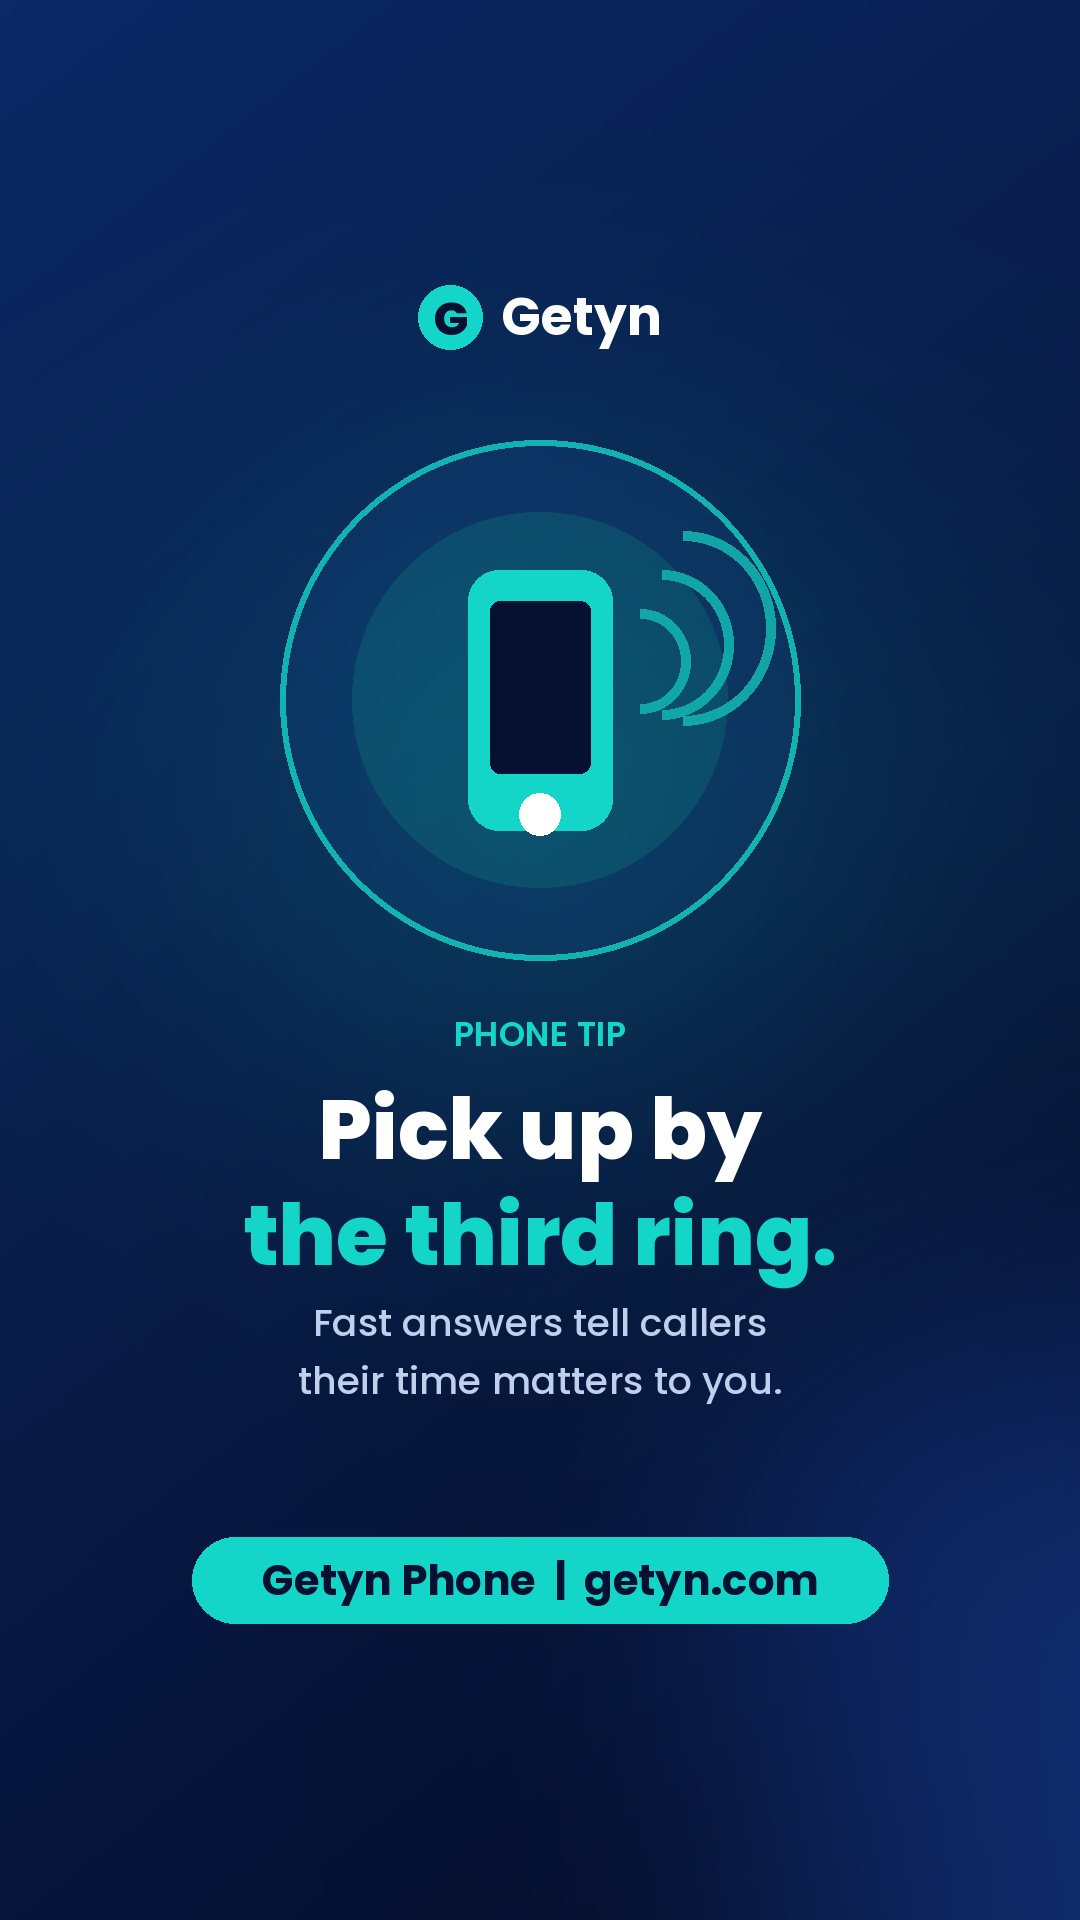 G Getyn
PHONE TIP
Pick up by
the third ring.
Fast answers tell callers
their time matters to you.
Getyn Phone | getyn.com